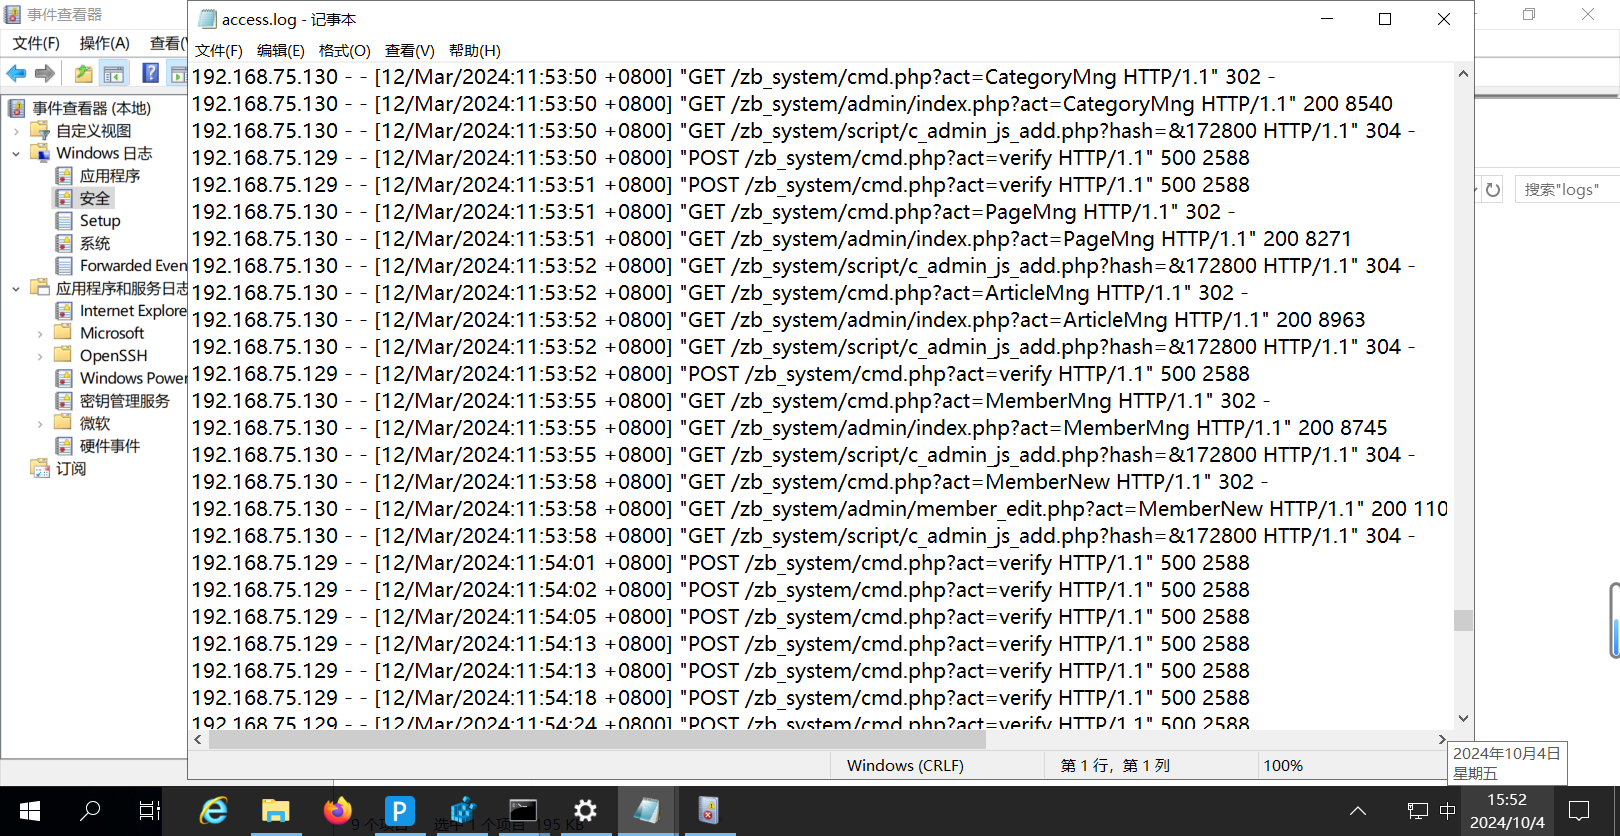 事件查看器
文件(F) 操作(A) 查看(
事件查看器 (本地)
自定义视图
Windows 日志
应用程序
安全
Setup
系统
Forwarded Even
应用程序和服务日志
Internet Explore
Microsoft
OpenSSH
Windows Power
密钥管理服务
微软
硬件事件
订阅
access.log - 记事本
文件(F) 编辑(E) 格式(O) 查看(V) 帮助(H)
192.168.75.130 - - [12/Mar/2024:11:53:50 +0800] "GET /zb_system/cmd.php?act=CategoryMng HTTP/1.1" 302 -
192.168.75.130 - - [12/Mar/2024:11:53:50 +0800] "GET /zb_system/admin/index.php?act=CategoryMng HTTP/1.1" 200 8540
192.168.75.130 - - [12/Mar/2024:11:53:50 +0800] "GET /zb_system/script/c_admin_js_add.php?hash=&172800 HTTP/1.1" 304 -
192.168.75.129 - - [12/Mar/2024:11:53:50 +0800] "POST /zb_system/cmd.php?act=verify HTTP/1.1" 500 2588
192.168.75.129 - - [12/Mar/2024:11:53:51 +0800] "POST /zb_system/cmd.php?act=verify HTTP/1.1" 500 2588
192.168.75.130 - - [12/Mar/2024:11:53:51 +0800] "GET /zb_system/cmd.php?act=PageMng HTTP/1.1" 302 -
192.168.75.130 - - [12/Mar/2024:11:53:51 +0800] "GET /zb_system/admin/index.php?act=PageMng HTTP/1.1" 200 8271
192.168.75.130 - - [12/Mar/2024:11:53:52 +0800] "GET /zb_system/script/c_admin_js_add.php?hash=&172800 HTTP/1.1" 304 -
192.168.75.130 - - [12/Mar/2024:11:53:52 +0800] "GET /zb_system/cmd.php?act=ArticleMng HTTP/1.1" 302 -
192.168.75.130 - - [12/Mar/2024:11:53:52 +0800] "GET /zb_system/admin/index.php?act=ArticleMng HTTP/1.1" 200 8963
192.168.75.130 - - [12/Mar/2024:11:53:52 +0800] "GET /zb_system/script/c_admin_js_add.php?hash=&172800 HTTP/1.1" 304 -
192.168.75.129 - - [12/Mar/2024:11:53:52 +0800] "POST /zb_system/cmd.php?act=verify HTTP/1.1" 500 2588
192.168.75.130 - - [12/Mar/2024:11:53:55 +0800] "GET /zb_system/cmd.php?act=MemberMng HTTP/1.1" 302 -
192.168.75.130 - - [12/Mar/2024:11:53:55 +0800] "GET /zb_system/admin/index.php?act=MemberMng HTTP/1.1" 200 8745
192.168.75.130 - - [12/Mar/2024:11:53:55 +0800] "GET /zb_system/script/c_admin_js_add.php?hash=&172800 HTTP/1.1" 304 -
192.168.75.130 - - [12/Mar/2024:11:53:58 +0800] "GET /zb_system/cmd.php?act=MemberNew HTTP/1.1" 302 -
192.168.75.130 - - [12/Mar/2024:11:53:58 +0800] "GET /zb_system/admin/member_edit.php?act=MemberNew HTTP/1.1" 200 110
192.168.75.130 - - [12/Mar/2024:11:53:58 +0800] "GET /zb_system/script/c_admin_js_add.php?hash=&172800 HTTP/1.1" 304 -
192.168.75.129 - - [12/Mar/2024:11:54:01 +0800] "POST /zb_system/cmd.php?act=verify HTTP/1.1" 500 2588
192.168.75.129 - - [12/Mar/2024:11:54:02 +0800] "POST /zb_system/cmd.php?act=verify HTTP/1.1" 500 2588
192.168.75.129 - - [12/Mar/2024:11:54:05 +0800] "POST /zb_system/cmd.php?act=verify HTTP/1.1" 500 2588
192.168.75.129 - - [12/Mar/2024:11:54:13 +0800] "POST /zb_system/cmd.php?act=verify HTTP/1.1" 500 2588
192.168.75.129 - - [12/Mar/2024:11:54:13 +0800] "POST /zb_system/cmd.php?act=verify HTTP/1.1" 500 2588
192.168.75.129 - - [12/Mar/2024:11:54:18 +0800] "POST /zb_system/cmd.php?act=verify HTTP/1.1" 500 2588
192.168.75.129 - - [12/Mar/2024:11:54:24 +0800] "POST /zb_system/cmd.php?act=verify HTTP/1.1" 500 2588
Windows (CRLF) 第 1 行，第 1 列 100%
搜索"logs"
2024年10月4日
星期五
9 个项目 选中 1 个项目 195 KB
中
15:52
2024/10/4